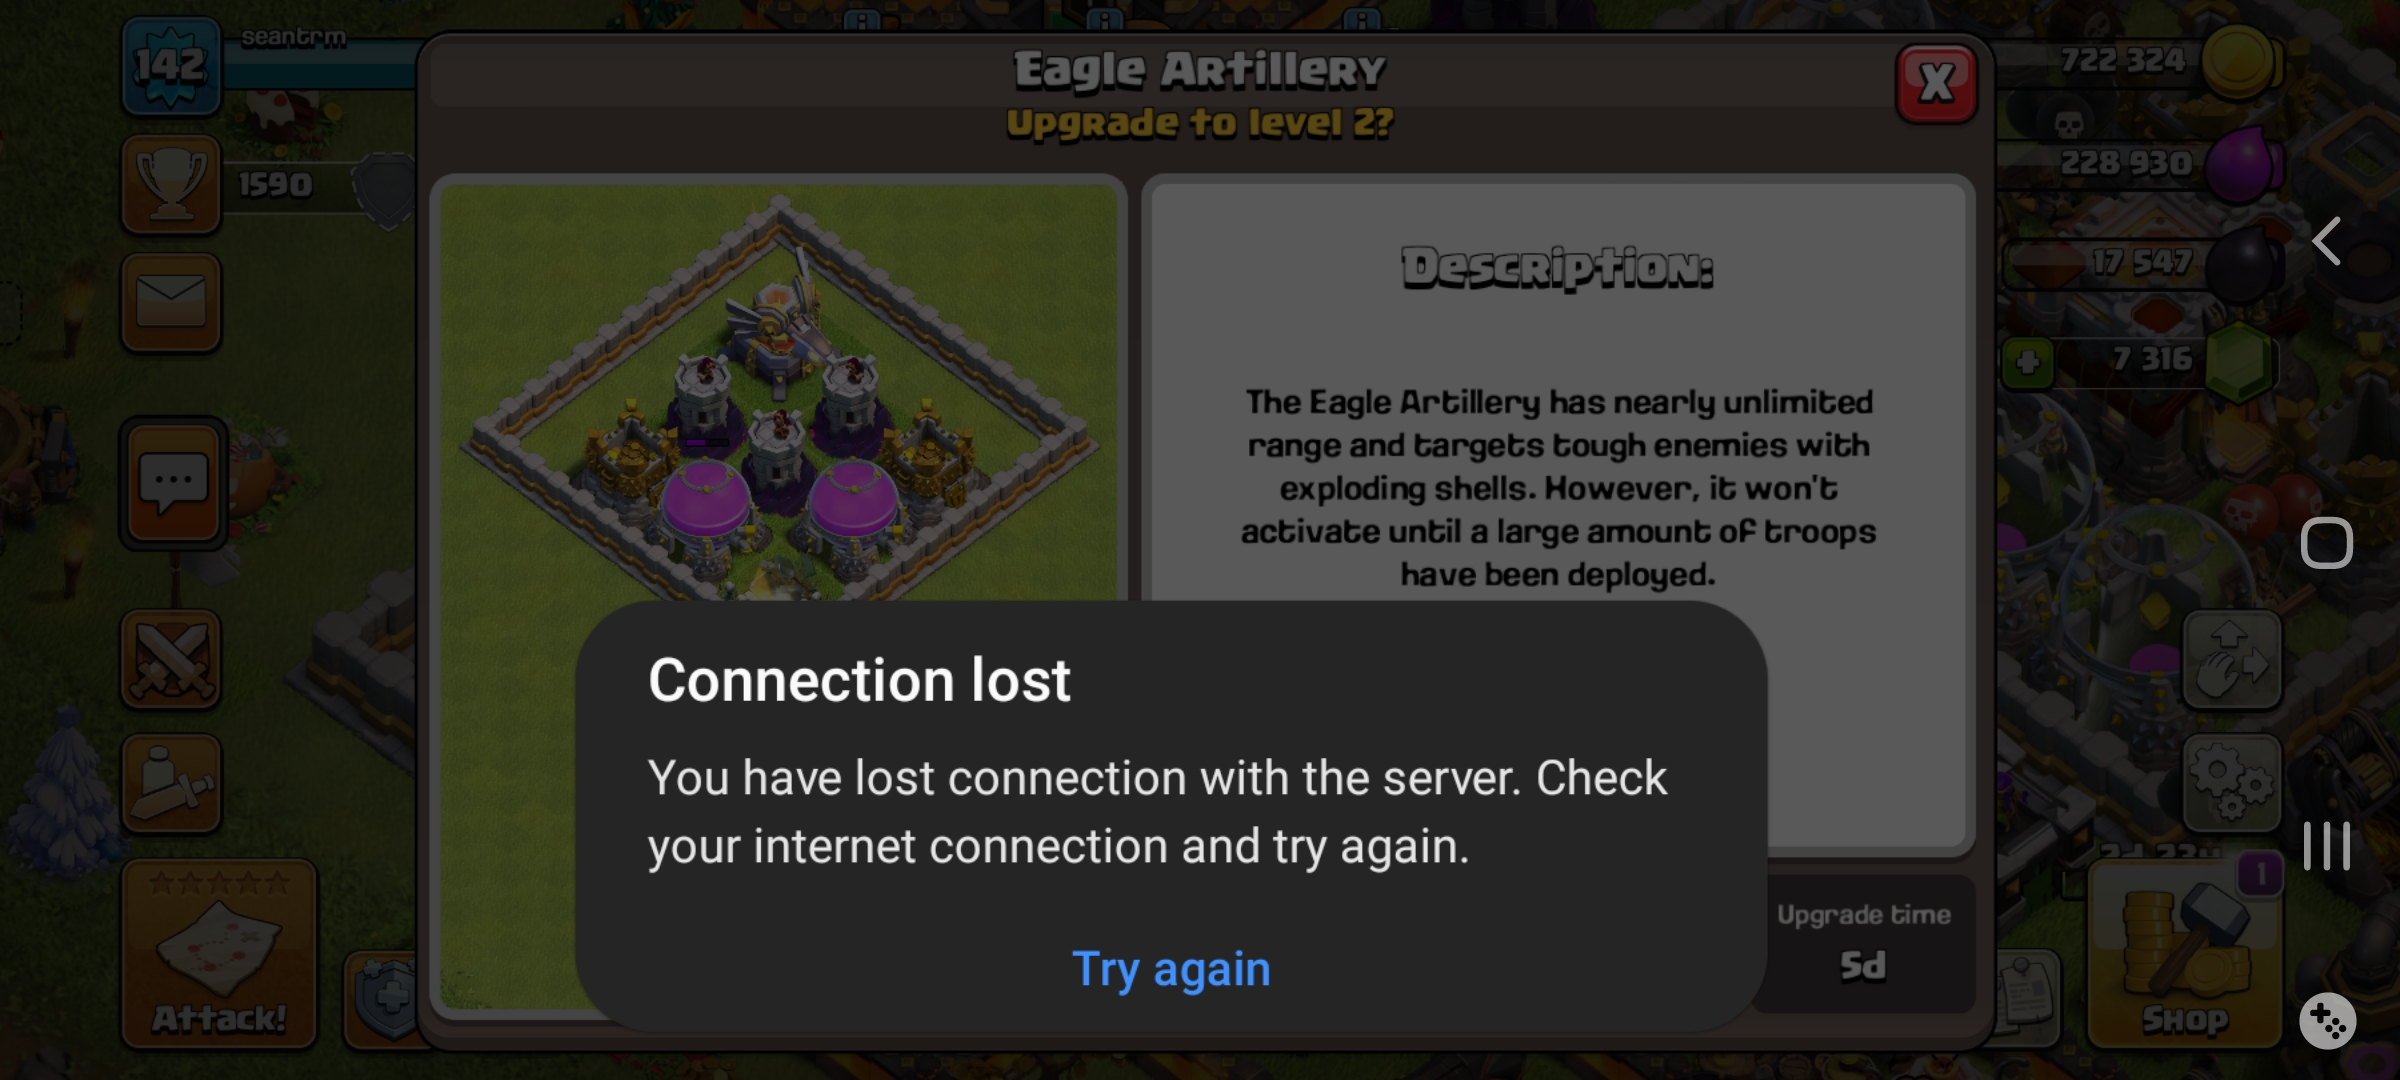 142
seantrm
1590
Eagle Artillery
Upgrade to level 2?
X
722 324
228 930
17 547
7 316
Description:
The Eagle Artillery has nearly unlimited
range and targets tough enemies with
exploding shells. However, it won't
activate until a large amount of troops
have been deployed.
Connection lost
You have lost connection with the server. Check
your internet connection and try again.
Try again
Upgrade time
5d
1
Attack!
Shop